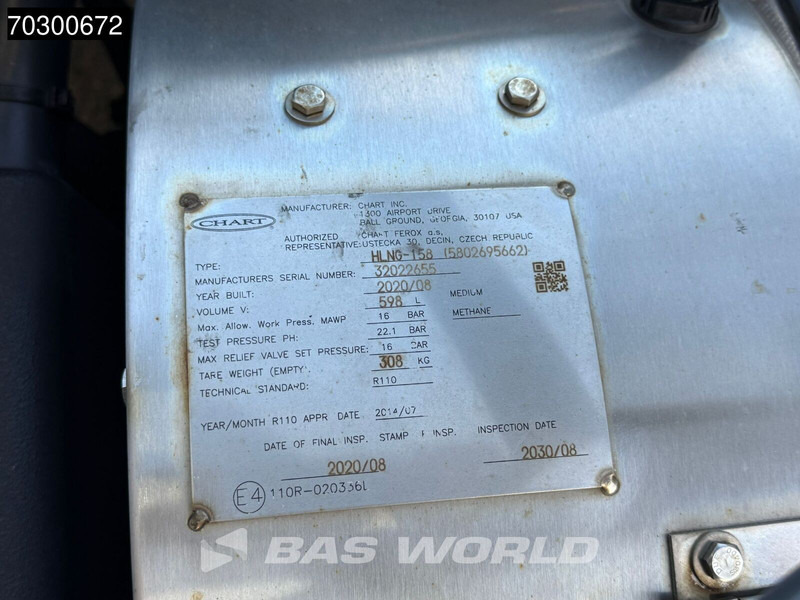 70300672
MANUFACTURER: CHART INC.
1300 AIRPORT DRIVE
BALL GROUND, GEORGIA, 30107 USA
CHART
AUTHORIZED CHART FEROX a.s.
REPRESENTATIVE: USTECKA 30, DECIN, CZECH REPUBLIC
TYPE: HLNG-158 (5802695662)
MANUFACTURERS SERIAL NUMBER: 32022655
YEAR BUILT: 2020/08
VOLUME V: 598 L MEDIUM
Max. Allow. Work Press. MAWP 16 BAR METHANE
TEST PRESSURE PH: 22.1 BAR
MAX RELIEF VALVE SET PRESSURE: 16 BAR
TARE WEIGHT (EMPTY) 308 KG
TECHNICAL STANDARD: R110
YEAR/MONTH R110 APPR DATE 2014/07
DATE OF FINAL INSP. STAMP INSP. INSPECTION DATE
2020/08 2030/08
E4 110R-020336
BAS WORLD